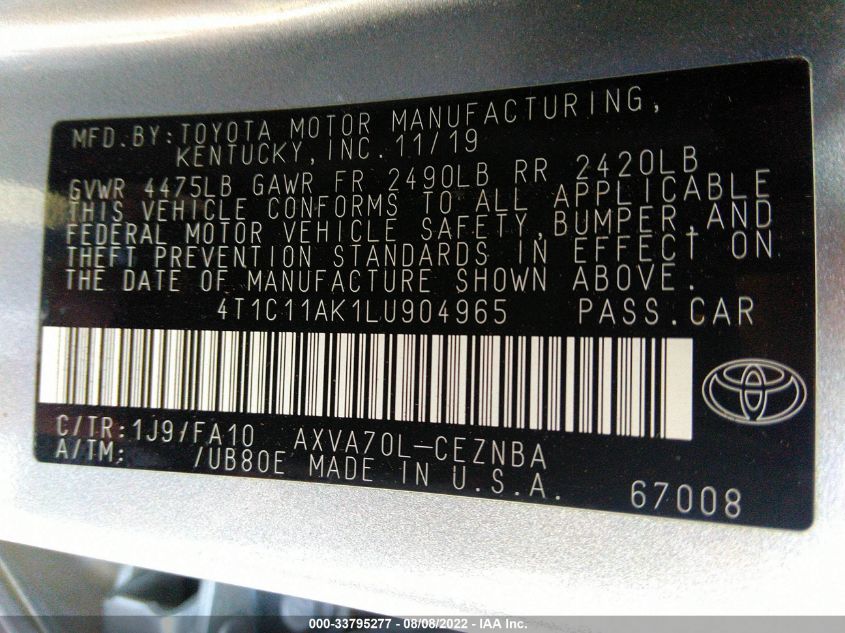 MFD.BY:TOYOTA MOTOR MANUFACTURING,
KENTUCKY,INC.11/19
GVWR 4475LB GAWR FR 2490LB RR 2420LB
THIS VEHICLE CONFORMS TO ALL APPLICABLE
FEDERAL MOTOR VEHICLE SAFETY,BUMPER,AND
THEFT PREVENTION STANDARDS IN EFFECT ON
THE DATE OF MANUFACTURE SHOWN ABOVE.
4T1C11AK1LU904965 PASS.CAR
C/TR:1J9/FA10 AXVA70L-CEZNBA
A/TM: /UB80E MADE IN U.S.A. 67008
000-33795277 - 08/08/2022 - IAA Inc.